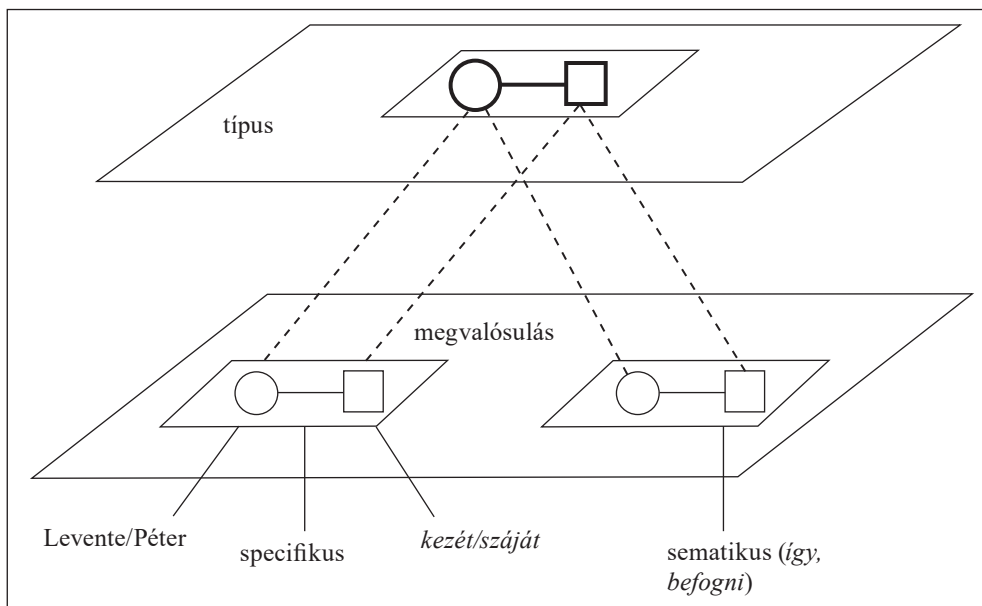 típus
megvalósulás
Levente/Péter
specifikus
kezét/száját
sematikus (így,
befogni)